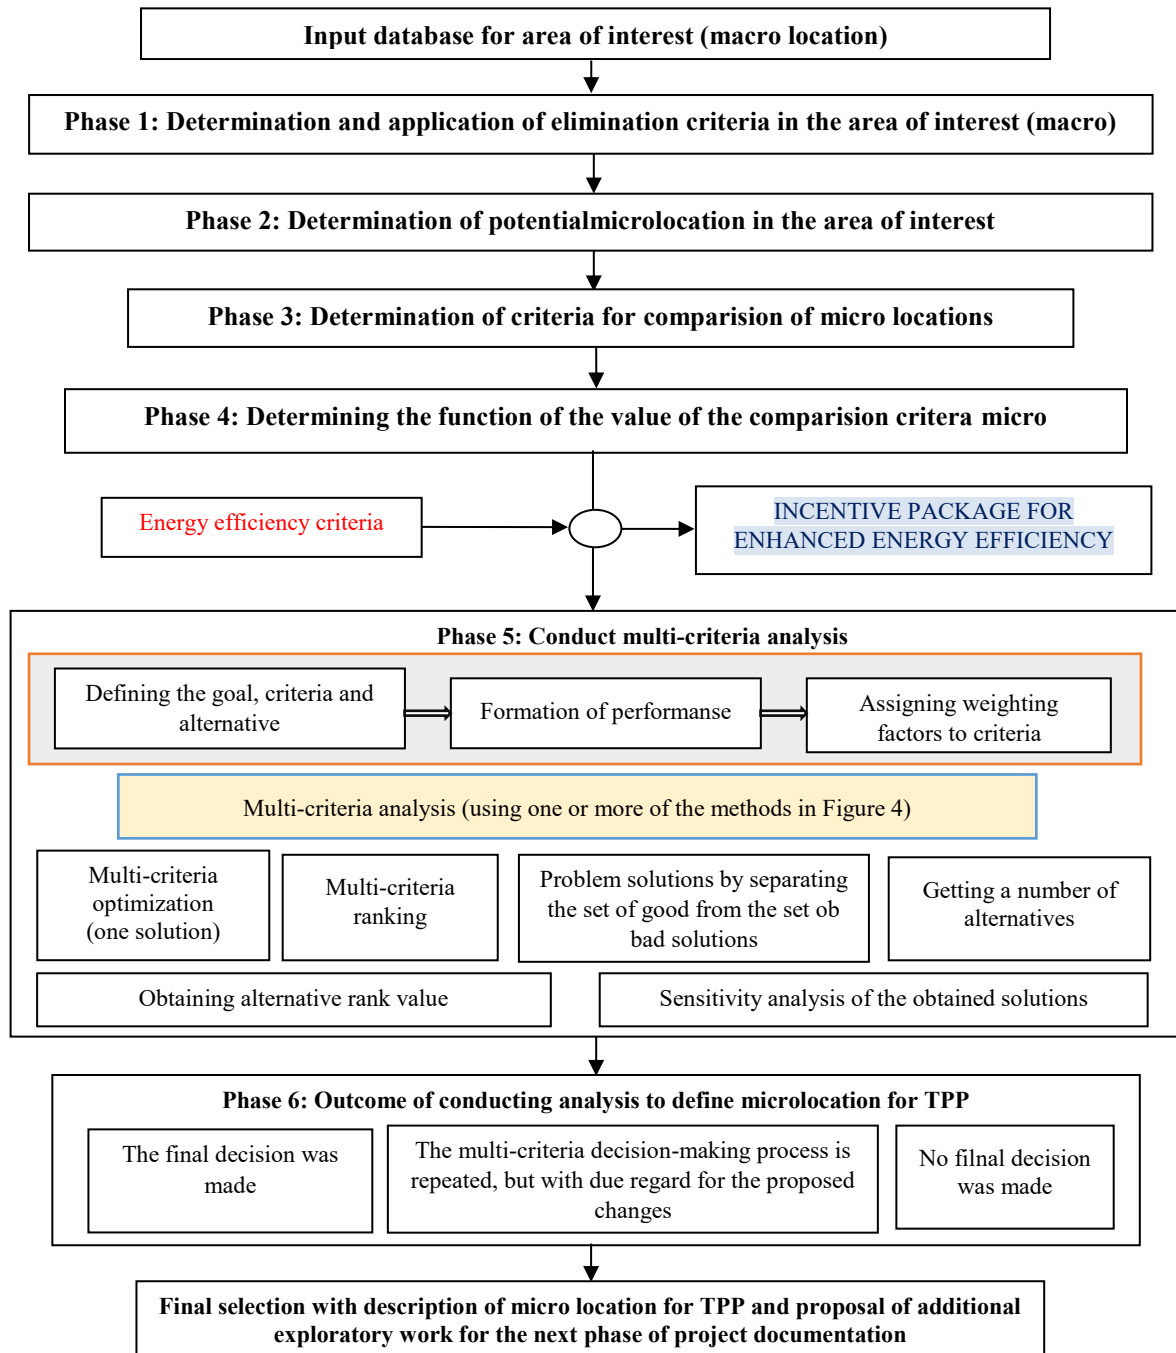 Input database for area of interest (macro location)
Phase 1: Determination and application of elimination criteria in the area of interest (macro)
Phase 2: Determination of potentialmicrolocation in the area of interest
Phase 3: Determination of criteria for comparision of micro locations
Phase 4: Determining the function of the value of the comparision critera micro
Energy efficiency criteria
INCENTIVE PACKAGE FOR
ENHANCED ENERGY EFFICIENCY
Phase 5: Conduct multi-criteria analysis
Defining the goal, criteria and
alternative
Formation of performanse
Assigning weighting
factors to criteria
Multi-criteria analysis (using one or more of the methods in Figure 4)
Multi-criteria
optimization
(one solution)
Multi-criteria
ranking
Problem solutions by separating
the set of good from the set ob
bad solutions
Getting a number of
alternatives
Obtaining alternative rank value
Sensitivity analysis of the obtained solutions
Phase 6: Outcome of conducting analysis to define microlocation for TPP
The final decision was
made
The multi-criteria decision-making process is
repeated, but with due regard for the proposed
changes
No filnal decision
was made
Final selection with description of micro location for TPP and proposal of additional
exploratory work for the next phase of project documentation